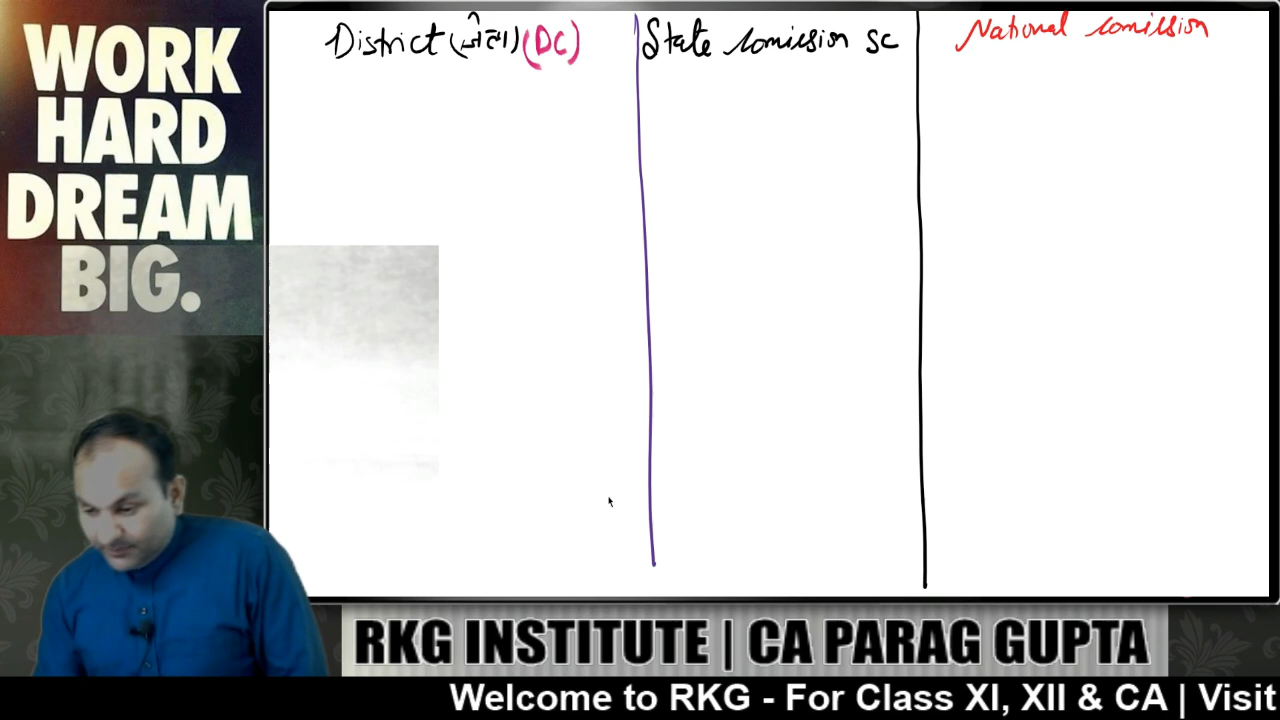 WORK
HARD
DREAM
BIG.
District (जिला) (DC)
State Comission SC
National Comission
RKG INSTITUTE | CA PARAG GUPTA
Welcome to RKG - For Class XI, XII & CA | Visit